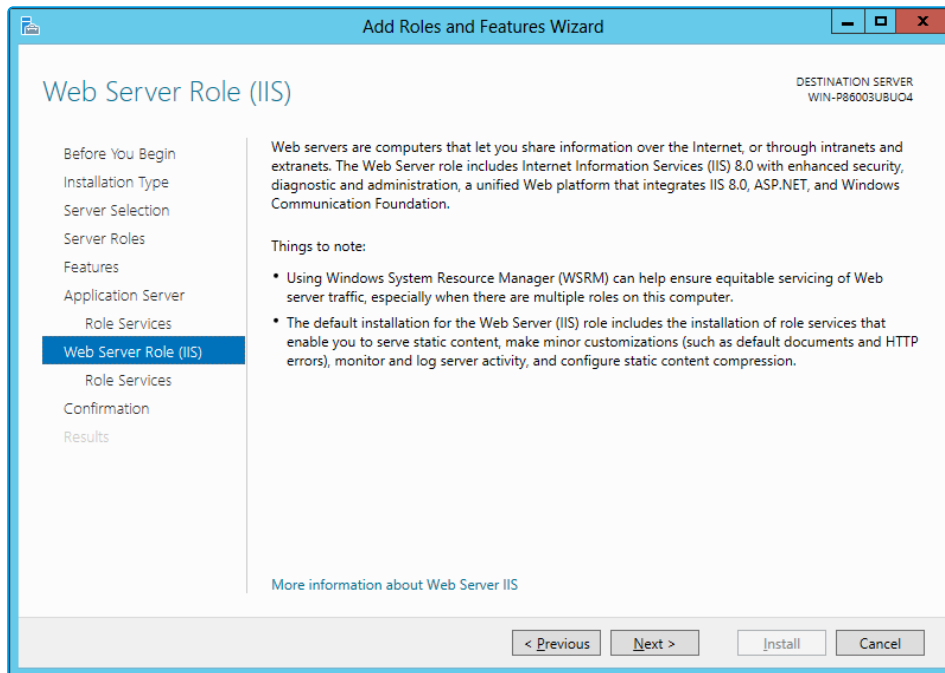 Add Roles and Features Wizard
Web Server Role (IIS)
DESTINATION SERVER
WIN-P86003UBUO4
Before You Begin
Installation Type
Server Selection
Server Roles
Features
Application Server
Role Services
Web Server Role (IIS)
Role Services
Confirmation
Results
Web servers are computers that let you share information over the Internet, or through intranets and
extranets. The Web Server role includes Internet Information Services (IIS) 8.0 with enhanced security,
diagnostic and administration, a unified Web platform that integrates IIS 8.0, ASP.NET, and Windows
Communication Foundation.
Things to note:
• Using Windows System Resource Manager (WSRM) can help ensure equitable servicing of Web
server traffic, especially when there are multiple roles on this computer.
• The default installation for the Web Server (IIS) role includes the installation of role services that
enable you to serve static content, make minor customizations (such as default documents and HTTP
errors), monitor and log server activity, and configure static content compression.
More information about Web Server IIS
< Previous
Next >
Install
Cancel